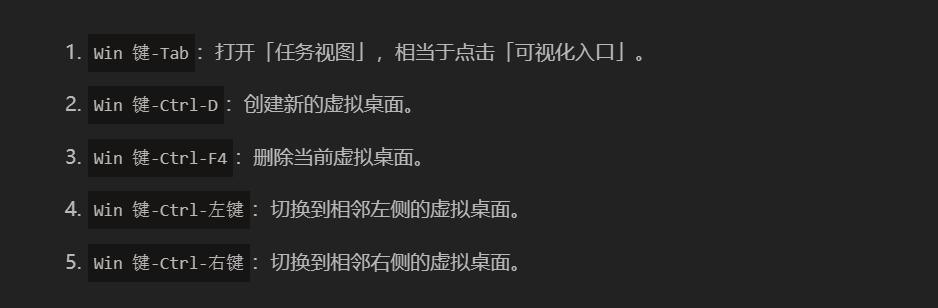 1. Win 键-Tab：打开「任务视图」，相当于点击「可视化入口」。
2. Win 键-Ctrl-D：创建新的虚拟桌面。
3. Win 键-Ctrl-F4：删除当前虚拟桌面。
4. Win 键-Ctrl-左键：切换到相邻左侧的虚拟桌面。
5. Win 键-Ctrl-右键：切换到相邻右侧的虚拟桌面。